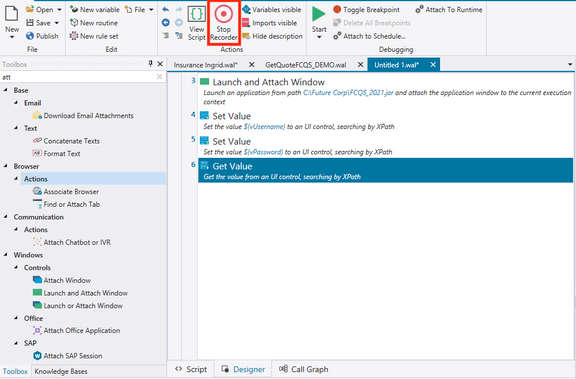 New
Open
Save
Publish
File
New variable
File
New routine
New rule set
Edit
View Script
Stop Recorder
Variables visible
Imports visible
Hide description
Actions
Start
Toggle Breakpoint
Delete All Breakpoints
Attach to Schedule...
Attach To Runtime
Debugging
Toolbox
att
Base
Email
Download Email Attachments
Text
Concatenate Texts
Format Text
Browser
Actions
Associate Browser
Find or Attach Tab
Communication
Actions
Attach Chatbot or IVR
Windows
Controls
Attach Window
Launch and Attach Window
Launch or Attach Window
Office
Attach Office Application
SAP
Attach SAP Session
Toolbox Knowledge Bases
Insurance Ingrid.wal* GetQuoteFCQS_DEMO.wal Untitled 1.wal*
3 Launch and Attach Window
Launch an application from path C:\Future Corp\FCQS_2021.jar and attach the application window to the current execution
context
4 Set Value
Set the value ${vUsername} to an UI control, searching by XPath
5 Set Value
Set the value ${vPassword} to an UI control, searching by XPath
6 Get Value
Get the value from an UI control, searching by XPath
Script Designer Call Graph